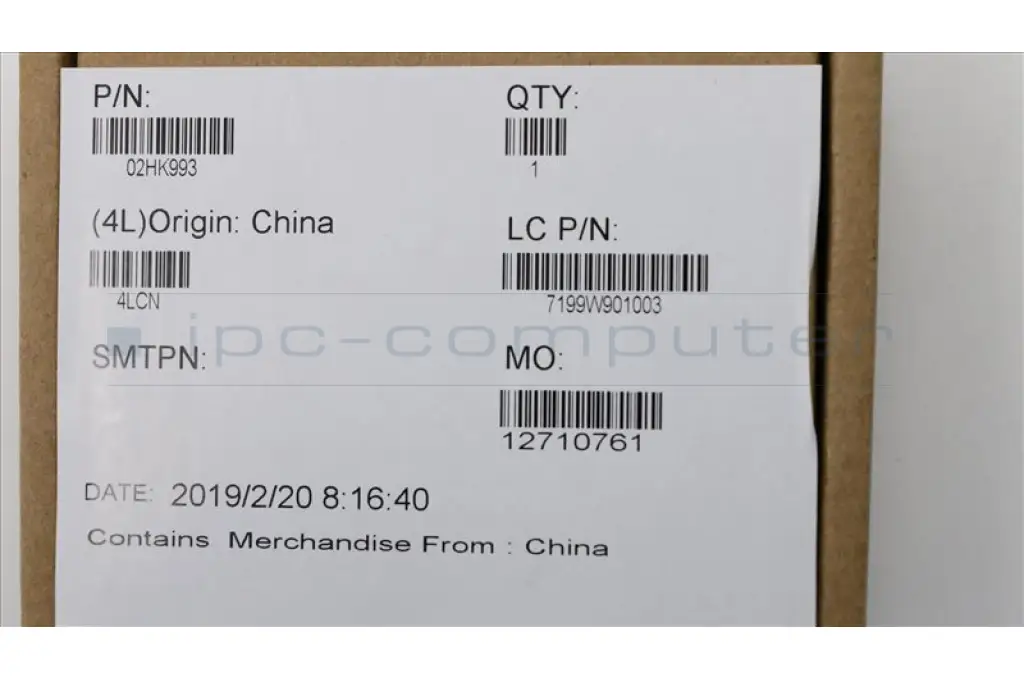 P/N:
02HK993
QTY:
1
(4L)Origin: China
4LCN
LC P/N:
7199W901003
ipc-computer
SMTPN:
MO:
12710761
DATE: 2019/2/20 8:16:40
Contains Merchandise From : China